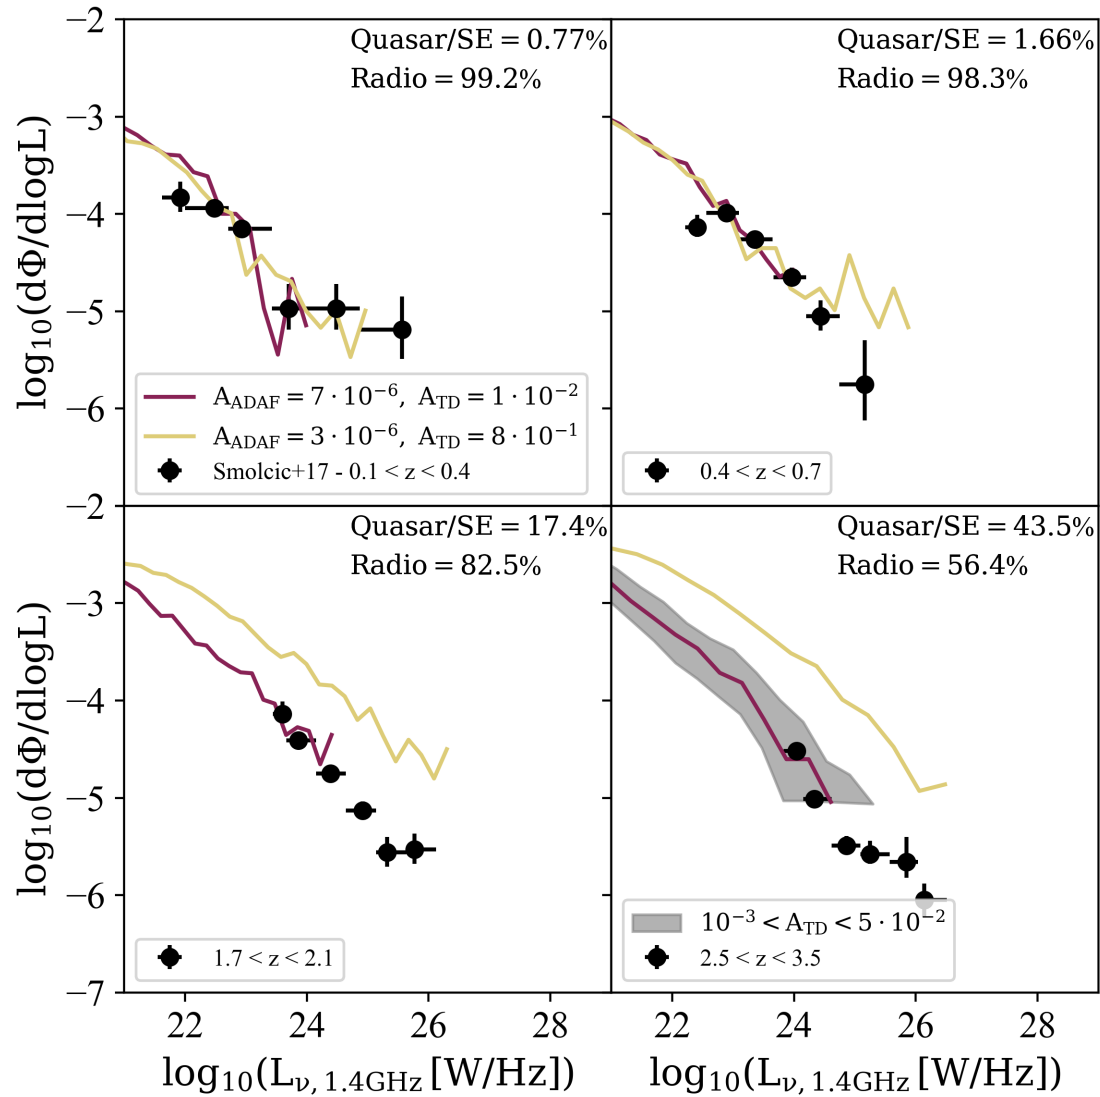 Quasar/SE = 0.77%
Radio = 99.2%
Quasar/SE = 1.66%
Radio = 98.3%
−2
−3
−4
−5
−6
log₁₀(dΦ/dlogL)
A_ADAF = 7 · 10⁻⁶, A_TD = 1 · 10⁻²
A_ADAF = 3 · 10⁻⁶, A_TD = 8 · 10⁻¹
Smolcic+17 - 0.1 < z < 0.4
0.4 < z < 0.7
Quasar/SE = 17.4%
Radio = 82.5%
Quasar/SE = 43.5%
Radio = 56.4%
−2
−3
−4
−5
−6
−7
log₁₀(dΦ/dlogL)
1.7 < z < 2.1
10⁻³ < A_TD < 5 · 10⁻²
2.5 < z < 3.5
22 24 26 28
22 24 26 28
log₁₀(L_ν, 1.4GHz [W/Hz])
log₁₀(L_ν, 1.4GHz [W/Hz])